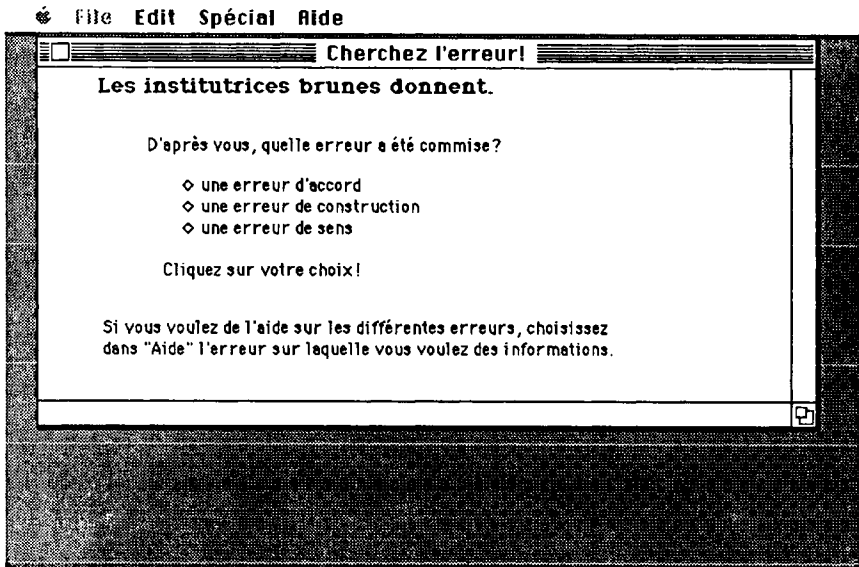 File Edit Spécial Aide
Cherchez l'erreur!
Les institutrices brunes donnent.
D'après vous, quelle erreur a été commise?
◇ une erreur d'accord
◇ une erreur de construction
◇ une erreur de sens
Cliquez sur votre choix!
Si vous voulez de l'aide sur les différentes erreurs, choisissez
dans "Aide" l'erreur sur laquelle vous voulez des informations.